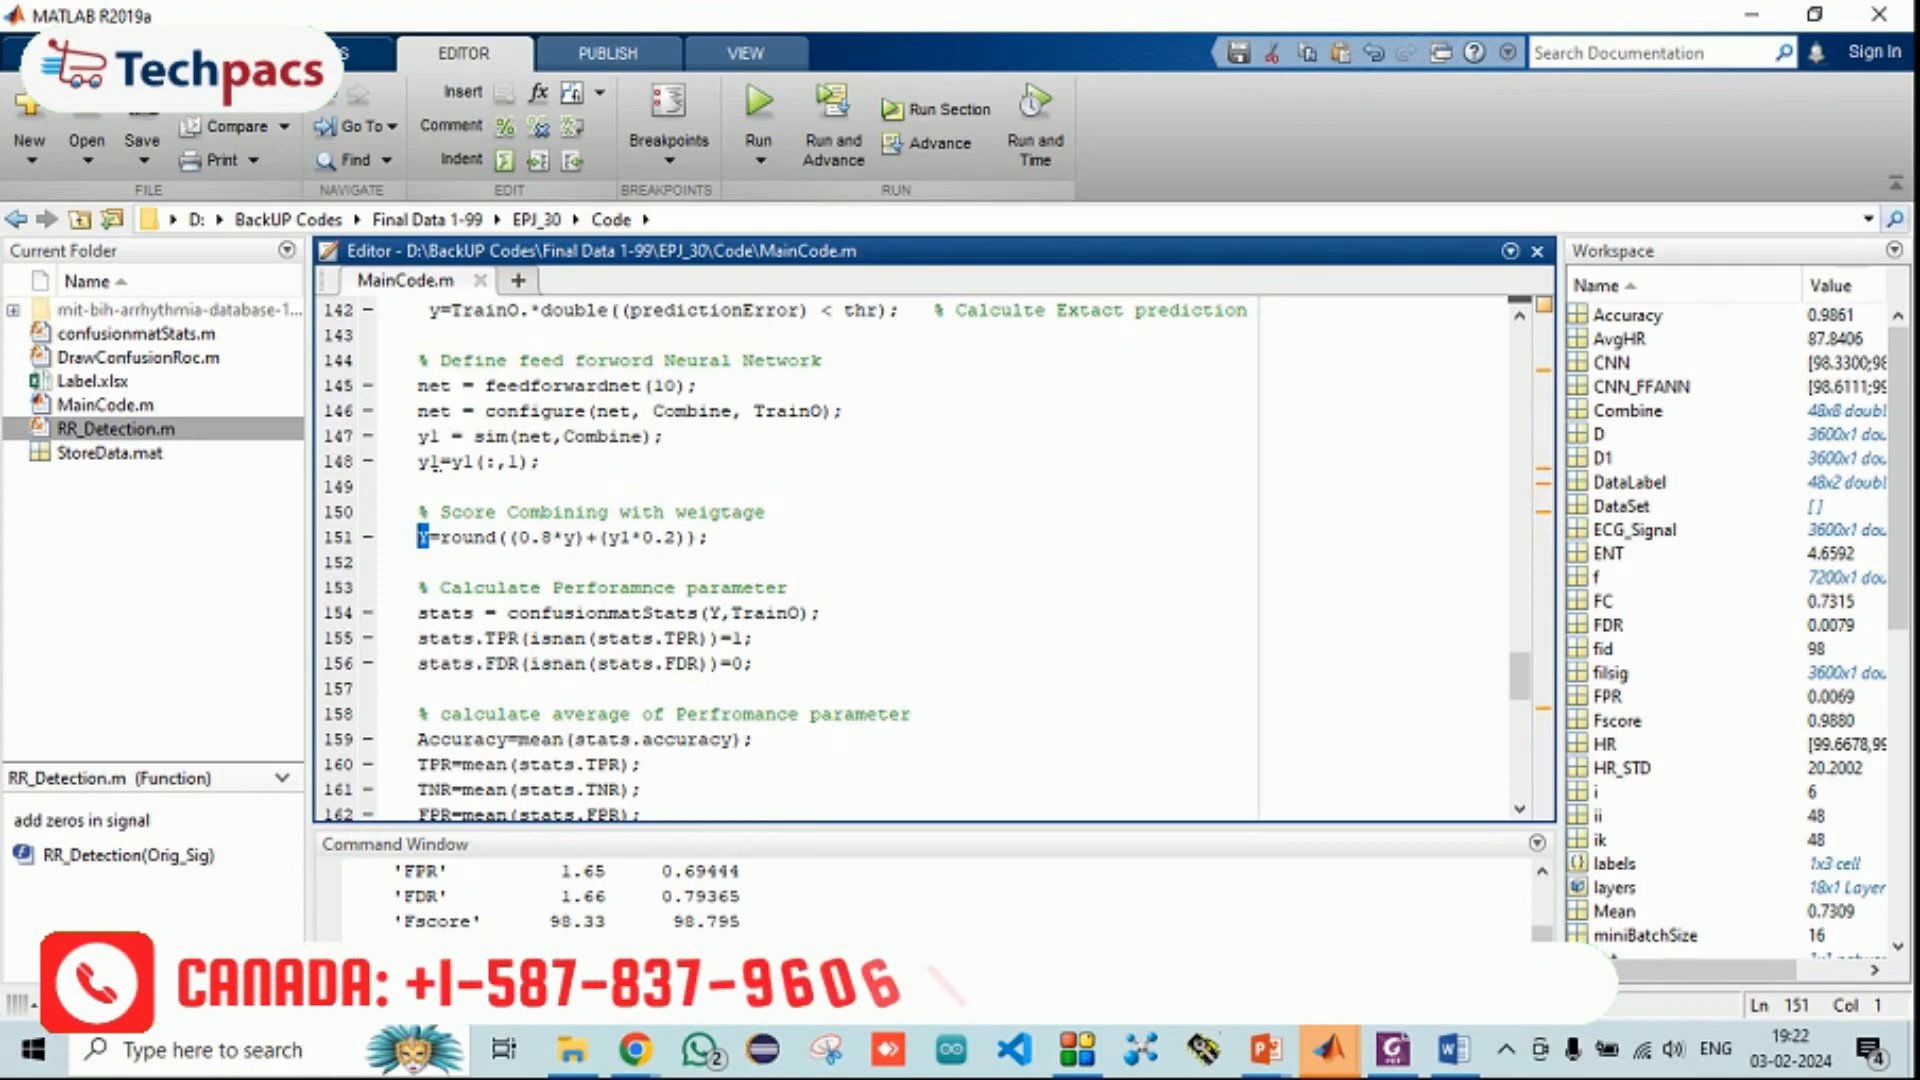 MATLAB R2019a
Techpacs
S
EDITOR
PUBLISH
VIEW
Search Documentation
Sign In
New
Open
Save
Compare
Print
Go To
Find
Insert
fx
Comment
Indent
Breakpoints
Run
Run and Advance
Run Section
Advance
Run and Time
FILE
NAVIGATE
EDIT
BREAKPOINTS
RUN
D: BackUP Codes Final Data 1-99 EPJ_30 Code
Current Folder
Name
mit-bih-arrhythmia-database-1...
confusionmatStats.m
DrawConfusionRoc.m
Label.xlsx
MainCode.m
RR_Detection.m
StoreData.mat
RR_Detection.m (Function)
add zeros in signal
RR_Detection(Orig_Sig)
Editor - D:\BackUP Codes\Final Data 1-99\EPJ_30\Code\MainCode.m
MainCode.m
142 - y=TrainO.*double((predictionError) < thr); % Calculte Extact prediction
143
144 % Define feed forword Neural Network
145 - net = feedforwardnet(10);
146 - net = configure(net, Combine, TrainO);
147 - y1 = sim(net,Combine);
148 - y1=y1(:,1);
149
150 % Score Combining with weigtage
151 - Y=round((0.8*y)+(y1*0.2));
152
153 % Calculate Perforamnce parameter
154 - stats = confusionmatStats(Y,TrainO);
155 - stats.TPR(isnan(stats.TPR))=1;
156 - stats.FDR(isnan(stats.FDR))=0;
157
158 % calculate average of Perfromance parameter
159 - Accuracy=mean(stats.accuracy);
160 - TPR=mean(stats.TPR);
161 - TNR=mean(stats.TNR);
162 - FPR=mean(stats.FPR);
Command Window
'FPR' 1.65 0.69444
'FDR' 1.66 0.79365
'Fscore' 98.33 98.795
Workspace
Name Value
Accuracy 0.9861
AvgHR 87.8406
CNN [98.3300;98
CNN_FFANN [98.6111;99
Combine 48x8 doubl
D 3600x1 dou
D1 3600x1 dou
DataLabel 48x2 doubl
DataSet []
ECG_Signal 3600x1 dou
ENT 4.6592
f 7200x1 dou
FC 0.7315
FDR 0.0079
fid 98
filsig 3600x1 dou
FPR 0.0069
Fscore 0.9880
HR [99.6678,99
HR_STD 20.2002
i 6
ii 48
ik 48
labels 1x3 cell
layers 18x1 Layer
Mean 0.7309
miniBatchSize 16
CANADA: +1-587-837-9606
Ln 151 Col 1
Type here to search
2
ENG
19:22
03-02-2024
4